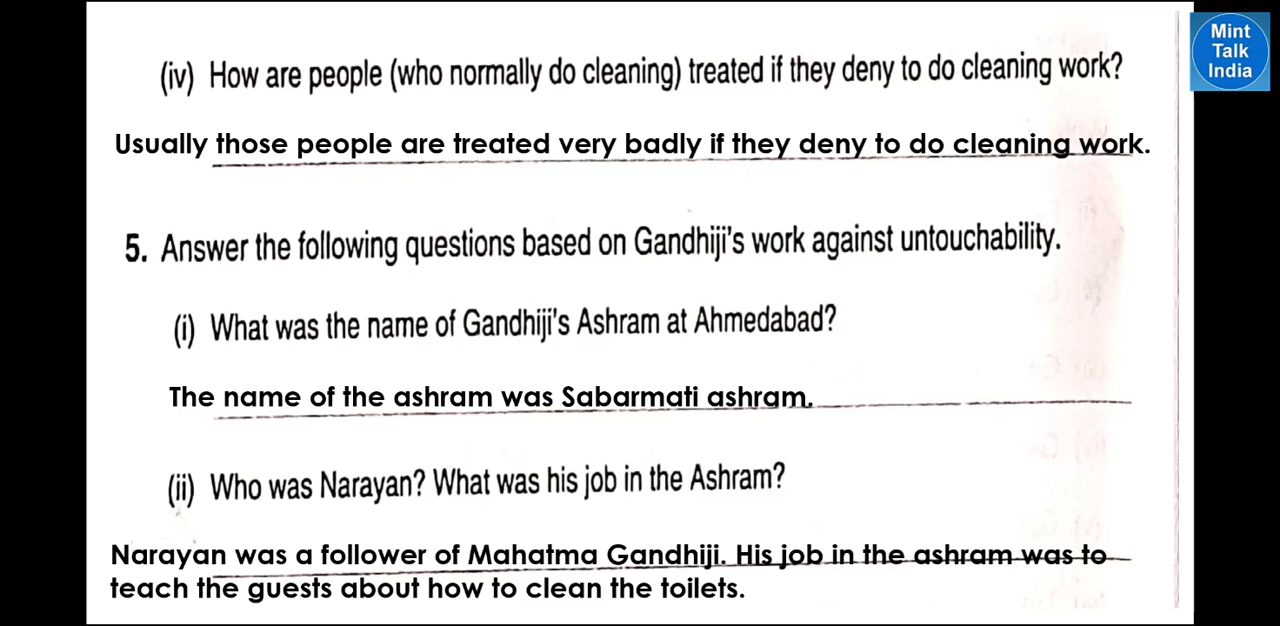 Mint
Talk
India
(iv) How are people (who normally do cleaning) treated if they deny to do cleaning work?
Usually those people are treated very badly if they deny to do cleaning work.
5. Answer the following questions based on Gandhiji's work against untouchability.
(i) What was the name of Gandhiji's Ashram at Ahmedabad?
The name of the ashram was Sabarmati ashram.
(ii) Who was Narayan? What was his job in the Ashram?
Narayan was a follower of Mahatma Gandhiji. His job in the ashram was to
teach the guests about how to clean the toilets.